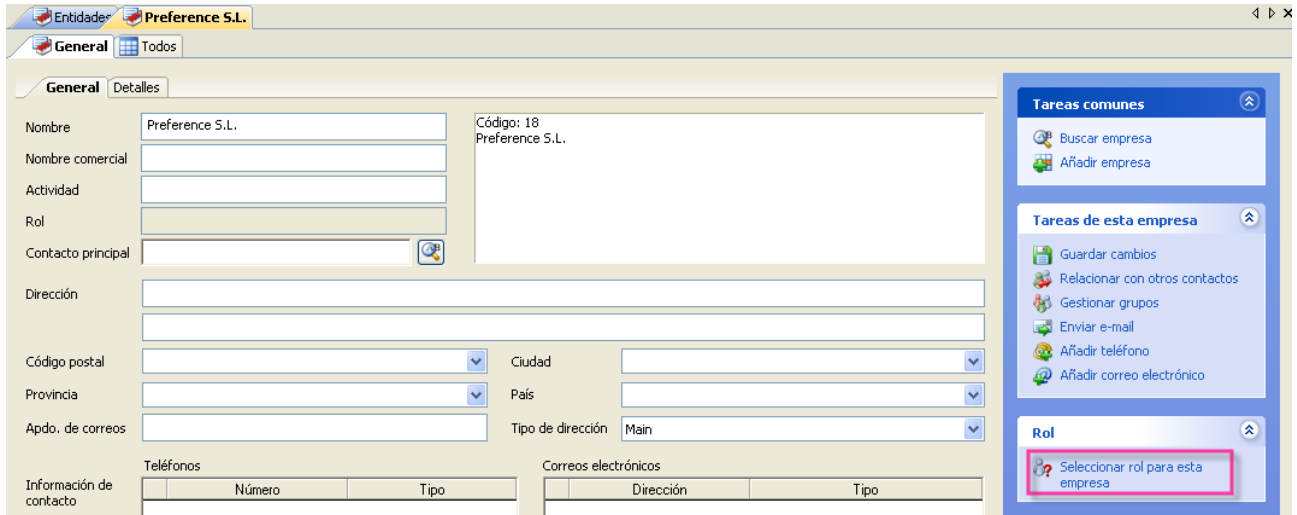 Entidades
Preference S.L.
General
Todos
General
Detalles
Nombre
Preference S.L.
Nombre comercial
Actividad
Rol
Contacto principal
Código: 18
Preference S.L.
Dirección
Código postal
Ciudad
Provincia
País
Apdo. de correos
Tipo de dirección
Main
Teléfonos
Correos electrónicos
Información de
contacto
Número
Tipo
Dirección
Tipo
Tareas comunes
Buscar empresa
Añadir empresa
Tareas de esta empresa
Guardar cambios
Relacionar con otros contactos
Gestionar grupos
Enviar e-mail
Añadir teléfono
Añadir correo electrónico
Rol
Seleccionar rol para esta
empresa